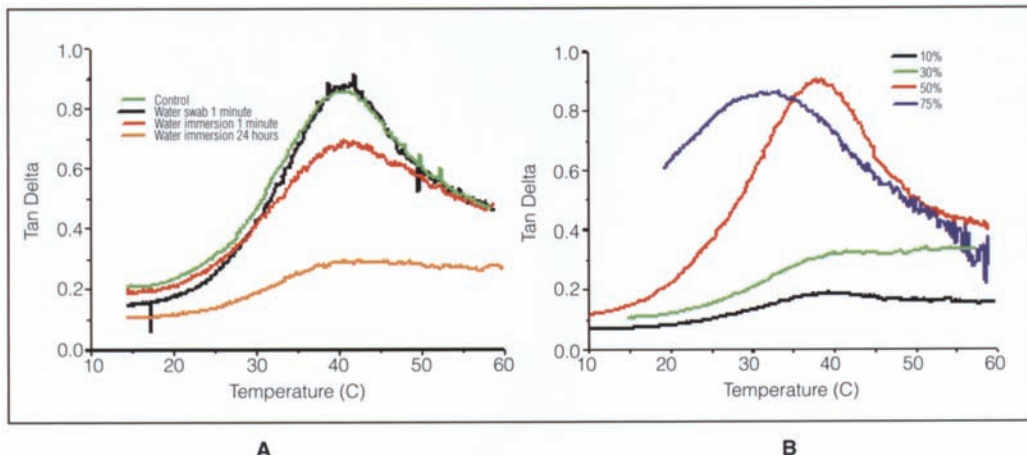 1.0
0.8
0.6
0.4
0.2
0.0
Tan Delta
Control
Water swab 1 minute
Water immersion 1 minute
Water immersion 24 hours
10 20 30 40 50 60
Temperature (C)
A
1.0
0.8
0.6
0.4
0.2
0.0
Tan Delta
10%
30%
50%
75%
10 20 30 40 50 60
Temperature (C)
B